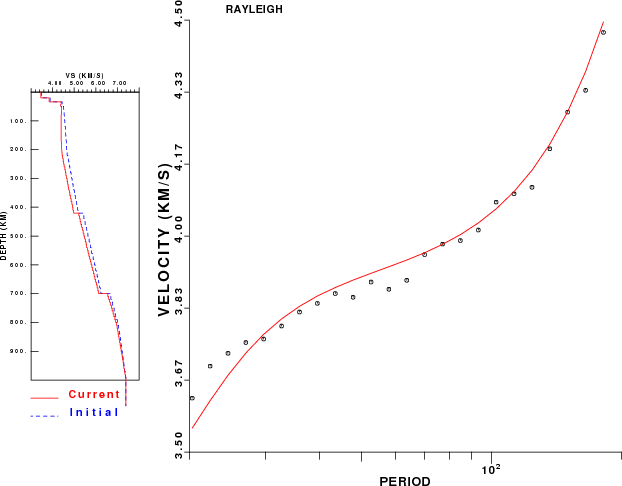 RAYLEIGH
VS (KM/S)
4.00 5.00 6.00 7.00
DEPTH (KM)
100.
200.
300.
400.
500.
600.
700.
800.
900.
Current
Initial
VELOCITY (KM/S)
4.50
4.33
4.17
4.00
3.83
3.67
3.50
10²
PERIOD